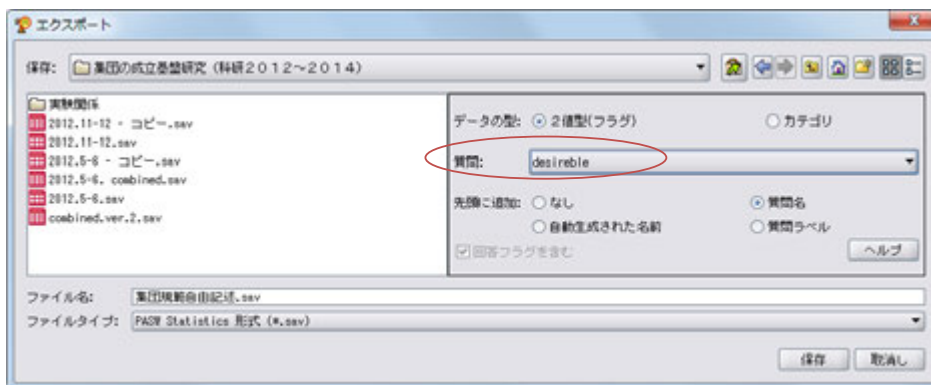 エクスポート
保存: 集団の成立基盤研究（科研2012～2014）
実験関係
2012.11-12 - コピー.sav
2012.11-12.sav
2012.5-6 - コピー.sav
2012.5-6. combined.sav
2012.5-6.sav
combined.ver.2.sav
データの型: 2値型(フラグ) カテゴリ
質問: desireble
先頭に追加: なし 質問名
自動生成された名前 質問ラベル
回答フラグを含む
ヘルプ
ファイル名: 集団規範自由記述.sav
ファイルタイプ: PASW Statistics 形式 (*.sav)
保存 取消し